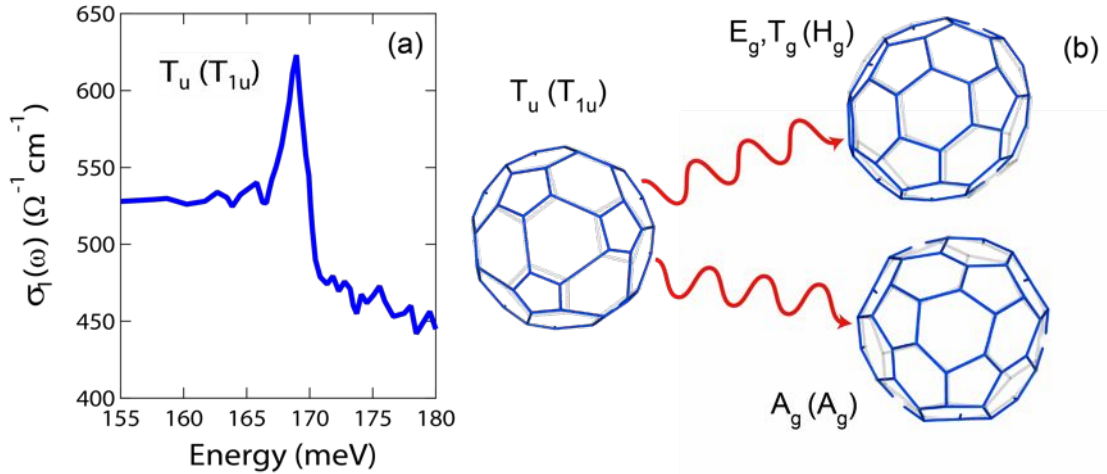 (a)
T_u (T_1u)
σ_1(ω) (Ω^-1 cm^-1)
650
600
550
500
450
400
155 160 165 170 175 180
Energy (meV)
(b)
E_g,T_g (H_g)
T_u (T_1u)
A_g (A_g)